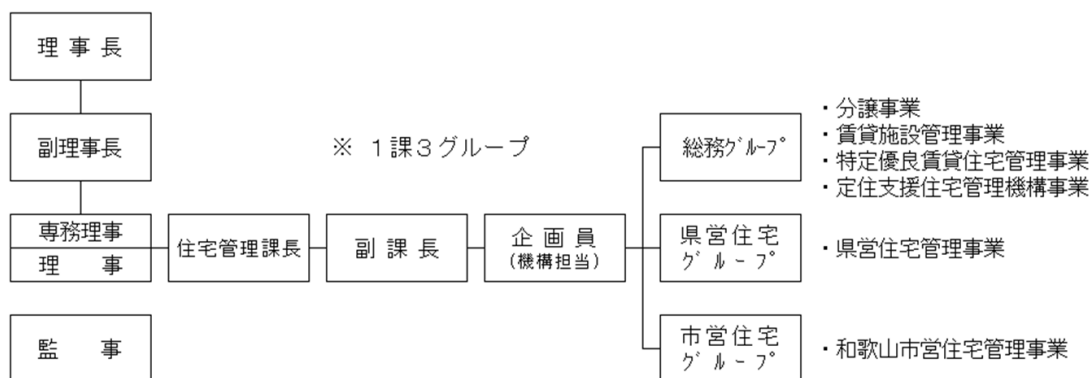 理事長
副理事長
※ 1課3グループ
専務理事
理　事
監　事
住宅管理課長
副課長
企画員
(機構担当)
総務ｸﾞﾙｰﾌﾟ
・分譲事業
・賃貸施設管理事業
・特定優良賃貸住宅管理事業
・定住支援住宅管理機構事業
県営住宅
ｸﾞﾙｰﾌﾟ
・県営住宅管理事業
市営住宅
ｸﾞﾙｰﾌﾟ
・和歌山市営住宅管理事業